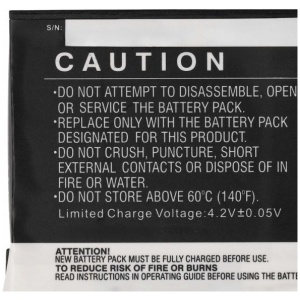 S/N:
CAUTION
•DO NOT ATTEMPT TO DISASSEMBLE, OPEN
OR SERVICE THE BATTERY PACK.
•REPLACE ONLY WITH THE BATTERY PACK
DESIGNATED FOR THIS PRODUCT.
•DO NOT CRUSH, PUNCTURE, SHORT
EXTERNAL CONTACTS OR DISPOSE OF IN
FIRE OR WATER.
•DO NOT STORE ABOVE 60°C (140°F).
Limited Charge Voltage:4.2V±0.05V
ATTENTION!
NEW BATTERY PACK MUST BE FULLY CHARGED BEFORE USE.
TO REDUCE RISK OF FIRE OR BURNS
READ INSTRUCTIONS IN OPERATING GUIDE BEFORE USING THE BATTE